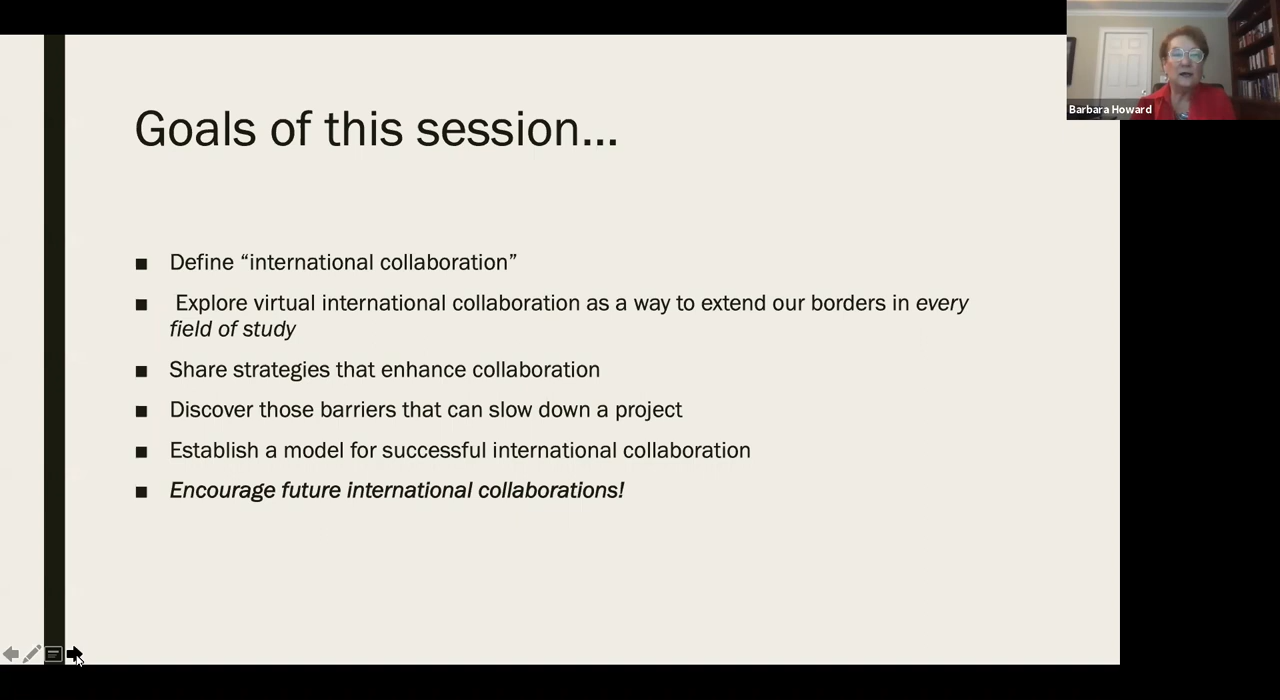 Barbara Howard
Goals of this session...
■ Define “international collaboration”
■ Explore virtual international collaboration as a way to extend our borders in every
field of study
■ Share strategies that enhance collaboration
■ Discover those barriers that can slow down a project
■ Establish a model for successful international collaboration
■ Encourage future international collaborations!